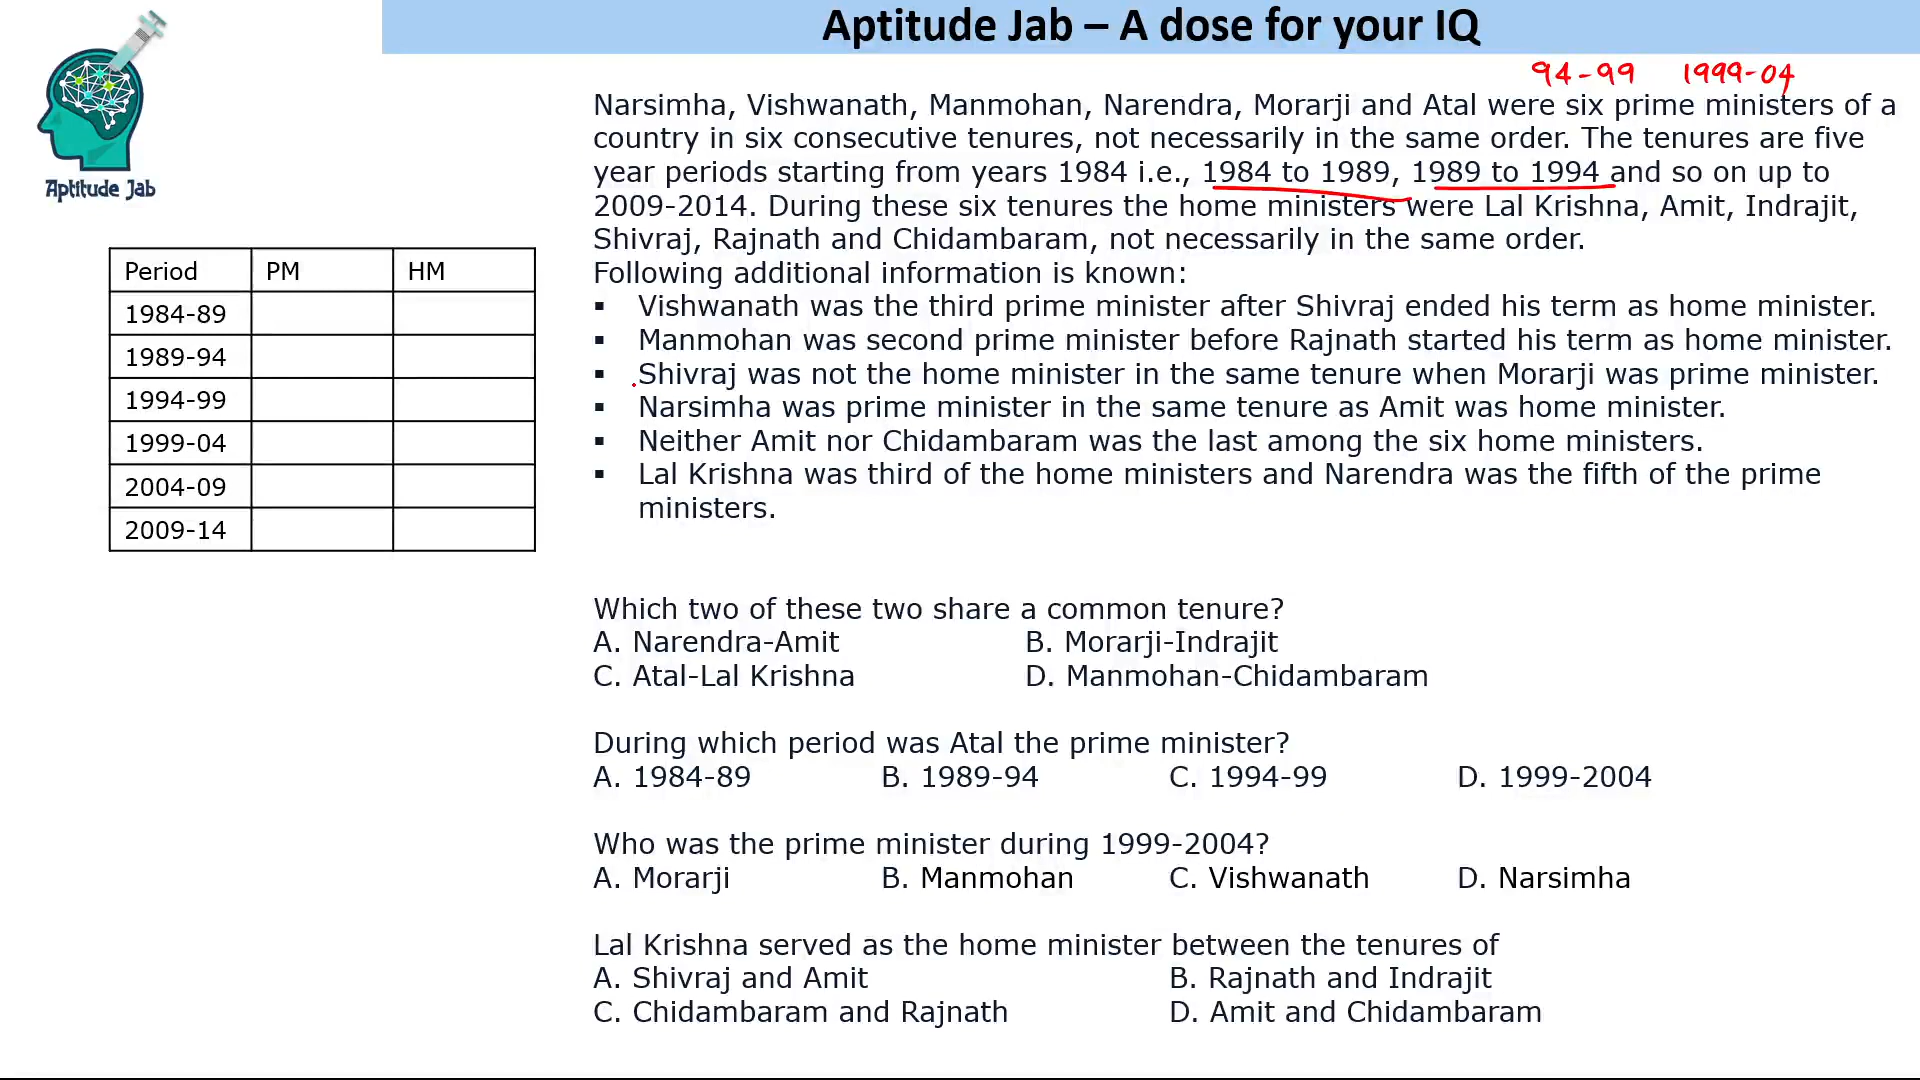 Aptitude Jab – A dose for your IQ
Aptitude Jab
94-99 1999-04
Narsimha, Vishwanath, Manmohan, Narendra, Morarji and Atal were six prime ministers of a
country in six consecutive tenures, not necessarily in the same order. The tenures are five
year periods starting from years 1984 i.e., 1984 to 1989, 1989 to 1994 and so on up to
2009-2014. During these six tenures the home ministers were Lal Krishna, Amit, Indrajit,
Shivraj, Rajnath and Chidambaram, not necessarily in the same order.
Following additional information is known:
▪ Vishwanath was the third prime minister after Shivraj ended his term as home minister.
▪ Manmohan was second prime minister before Rajnath started his term as home minister.
▪ Shivraj was not the home minister in the same tenure when Morarji was prime minister.
▪ Narsimha was prime minister in the same tenure as Amit was home minister.
▪ Neither Amit nor Chidambaram was the last among the six home ministers.
▪ Lal Krishna was third of the home ministers and Narendra was the fifth of the prime
ministers.
Period PM HM
1984-89
1989-94
1994-99
1999-04
2004-09
2009-14
Which two of these two share a common tenure?
A. Narendra-Amit B. Morarji-Indrajit
C. Atal-Lal Krishna D. Manmohan-Chidambaram
During which period was Atal the prime minister?
A. 1984-89 B. 1989-94 C. 1994-99 D. 1999-2004
Who was the prime minister during 1999-2004?
A. Morarji B. Manmohan C. Vishwanath D. Narsimha
Lal Krishna served as the home minister between the tenures of
A. Shivraj and Amit B. Rajnath and Indrajit
C. Chidambaram and Rajnath D. Amit and Chidambaram